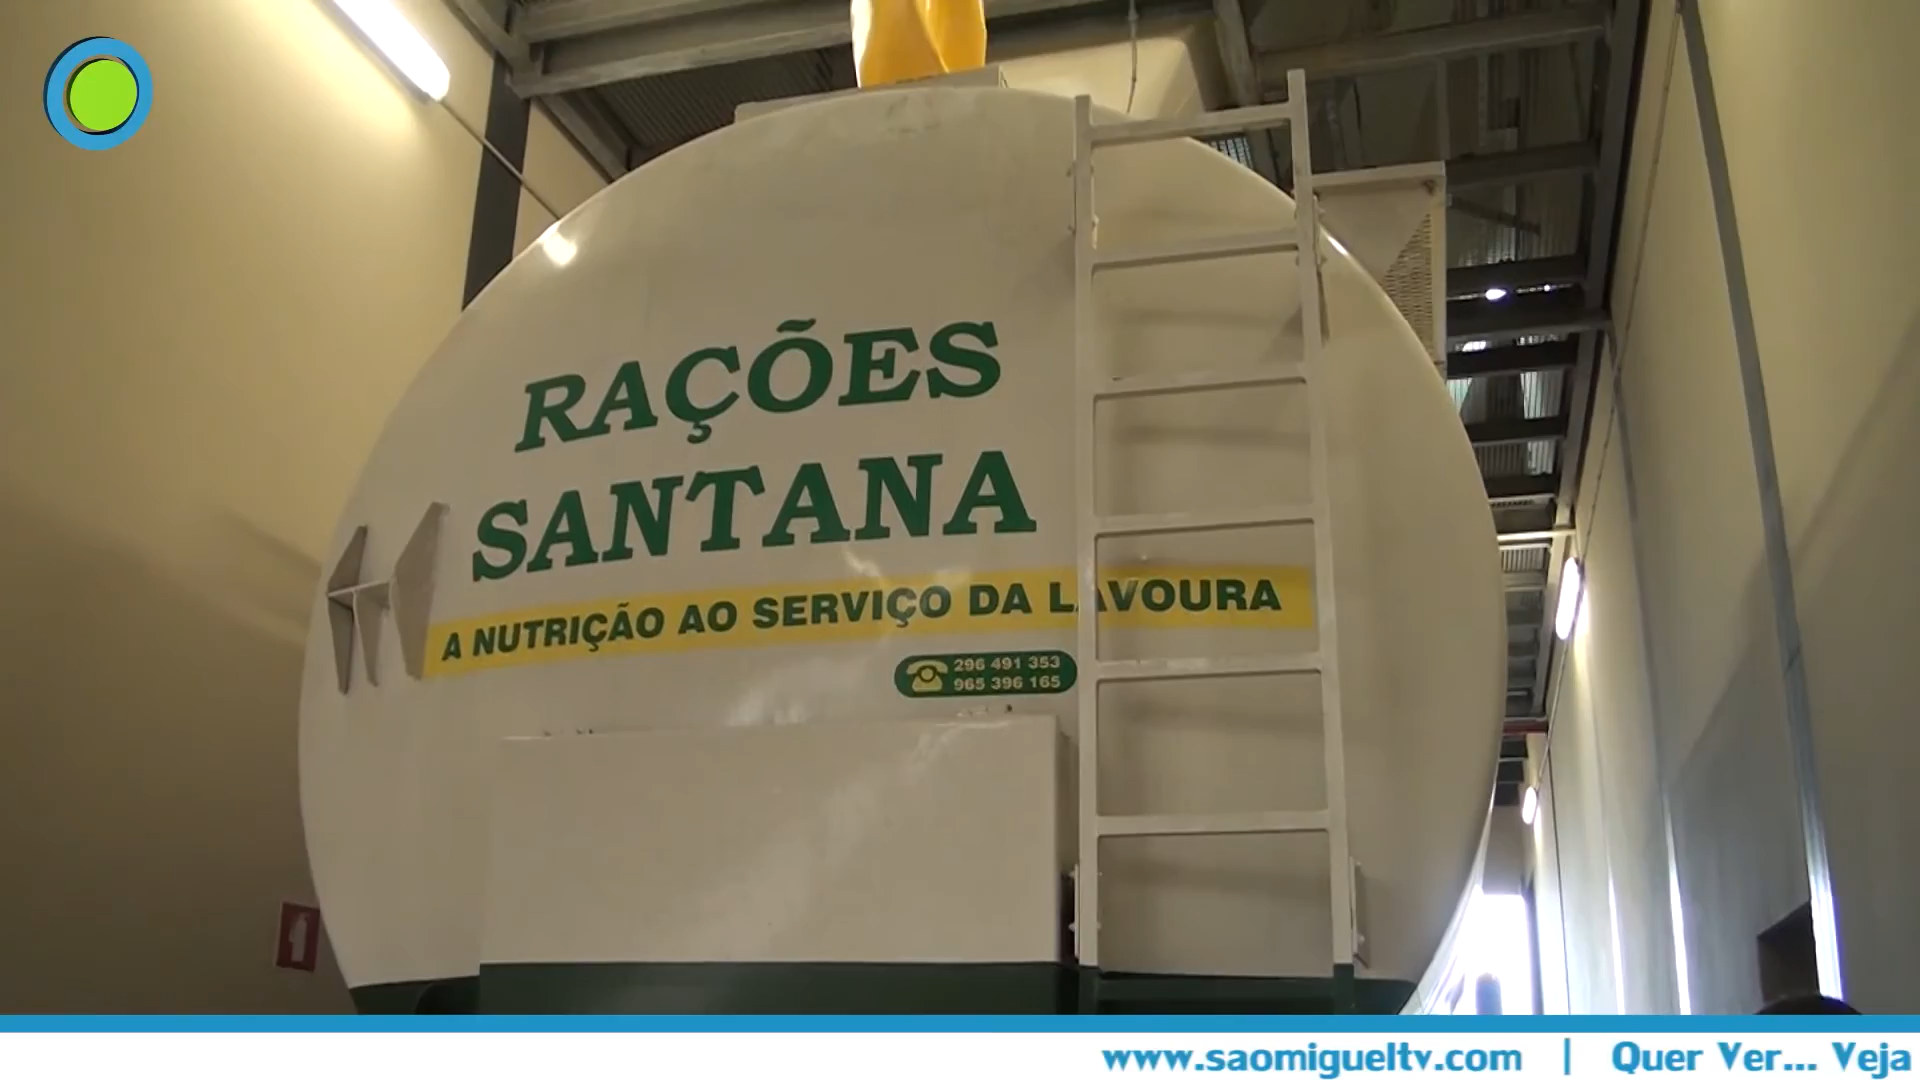 RAÇÕES
SANTANA
A NUTRIÇÃO AO SERVIÇO DA LAVOURA
296 491 353
965 396 165
www.saomigueltv.com | Quer Ver... Veja